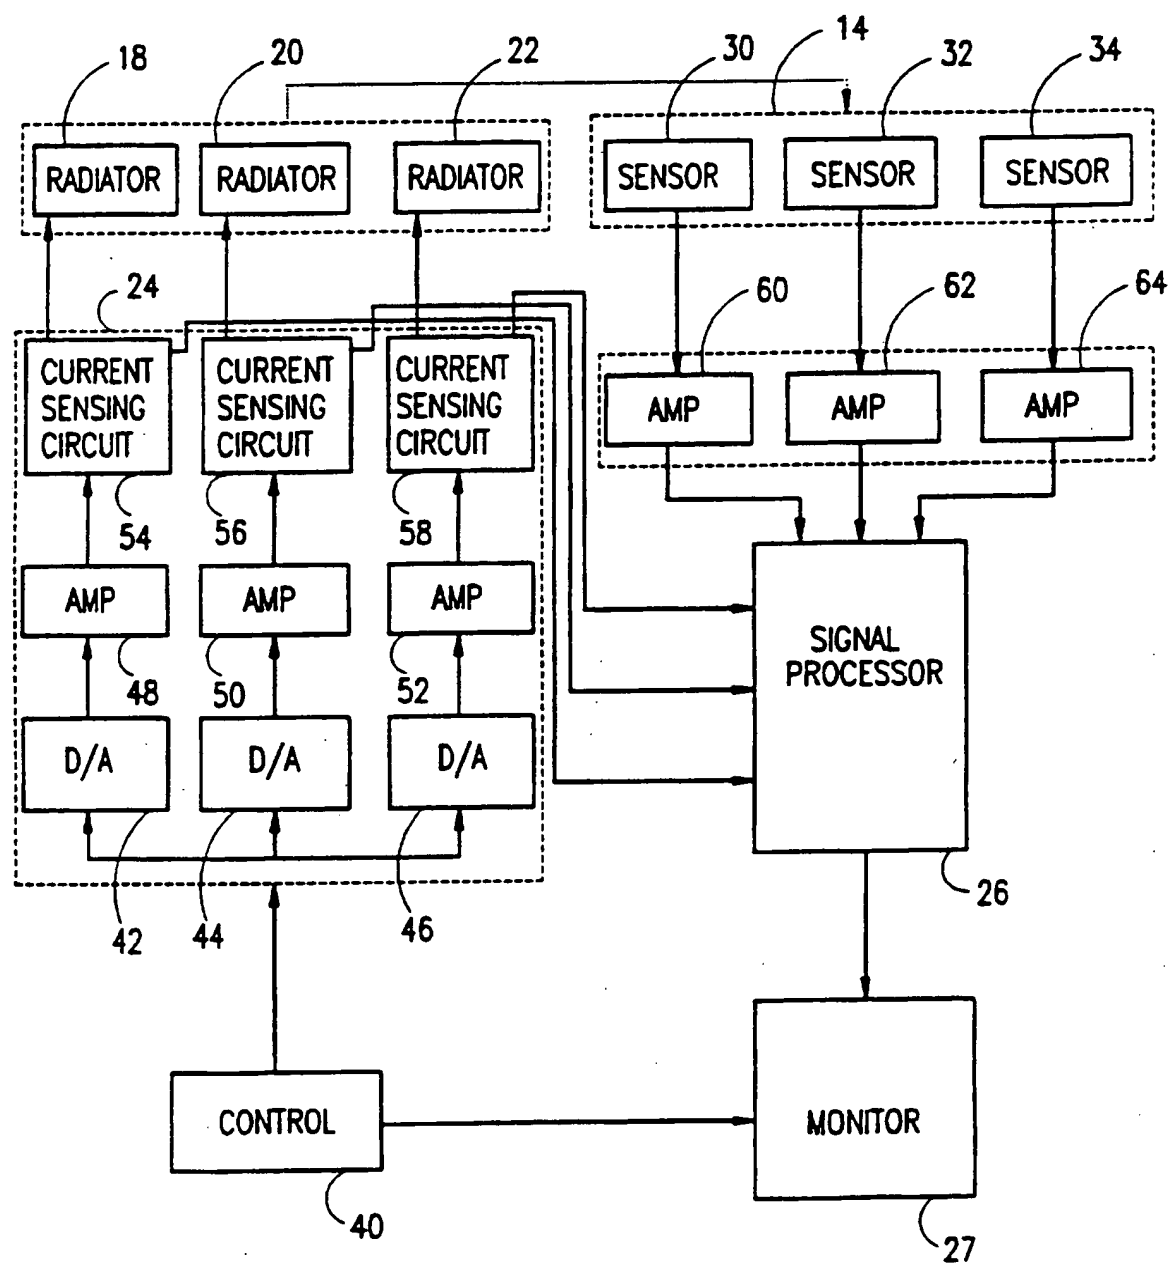 14
18
20
22
30
32
34
RADIATOR
RADIATOR
RADIATOR
SENSOR
SENSOR
SENSOR
24
60
62
64
CURRENT
SENSING
CIRCUIT
CURRENT
SENSING
CIRCUIT
CURRENT
SENSING
CIRCUIT
AMP
AMP
AMP
54
56
58
AMP
AMP
AMP
SIGNAL
PROCESSOR
48
50
52
D/A
D/A
D/A
26
42
44
46
CONTROL
MONITOR
40
27